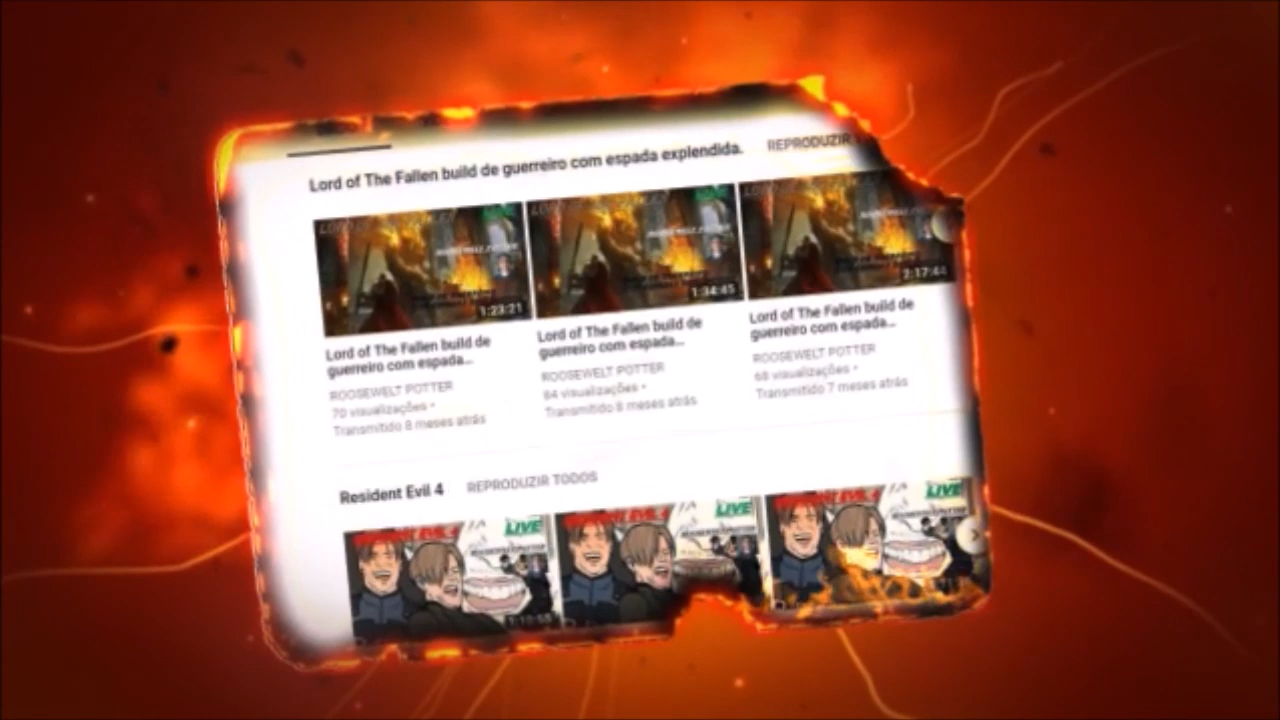 Lord of The Fallen build de guerreiro com espada explendida. REPRODUZIR
1:23:21
1:34:45
2:17:44
Lord of The Fallen build de
guerreiro com espada...
ROOSEWELT POTTER
70 visualizações •
Transmitido 8 meses atrás
Lord of The Fallen build de
guerreiro com espada...
ROOSEWELT POTTER
84 visualizações •
Transmitido 8 meses atrás
Lord of The Fallen build de
guerreiro com espada...
ROOSEWELT POTTER
68 visualizações •
Transmitido 7 meses atrás
Resident Evil 4 REPRODUZIR TODOS
LIVE
LIVE
LIVE